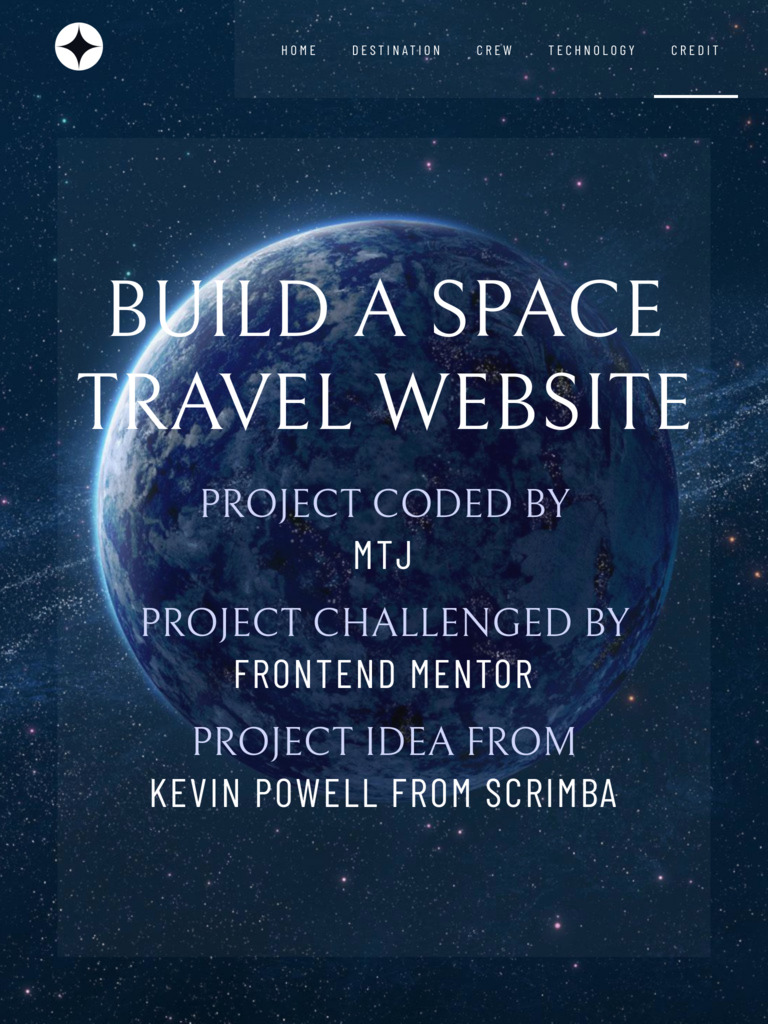 HOME DESTINATION CREW TECHNOLOGY CREDIT
BUILD A SPACE
TRAVEL WEBSITE
PROJECT CODED BY
MTJ
PROJECT CHALLENGED BY
FRONTEND MENTOR
PROJECT IDEA FROM
KEVIN POWELL FROM SCRIMBA